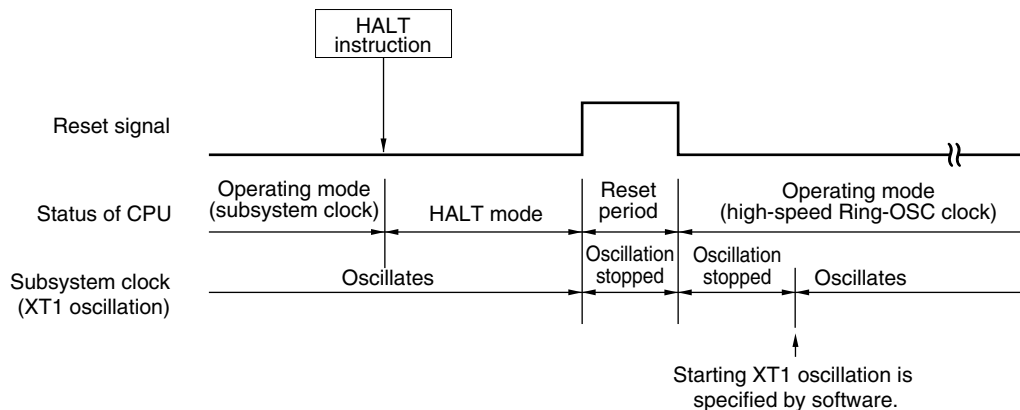 HALT
instruction
Reset signal
Status of CPU
Operating mode
(subsystem clock)
HALT mode
Reset
period
Operating mode
(high-speed Ring-OSC clock)
Subsystem clock
(XT1 oscillation)
Oscillates
Oscillation
stopped
Oscillation
stopped
Oscillates
Starting XT1 oscillation is
specified by software.